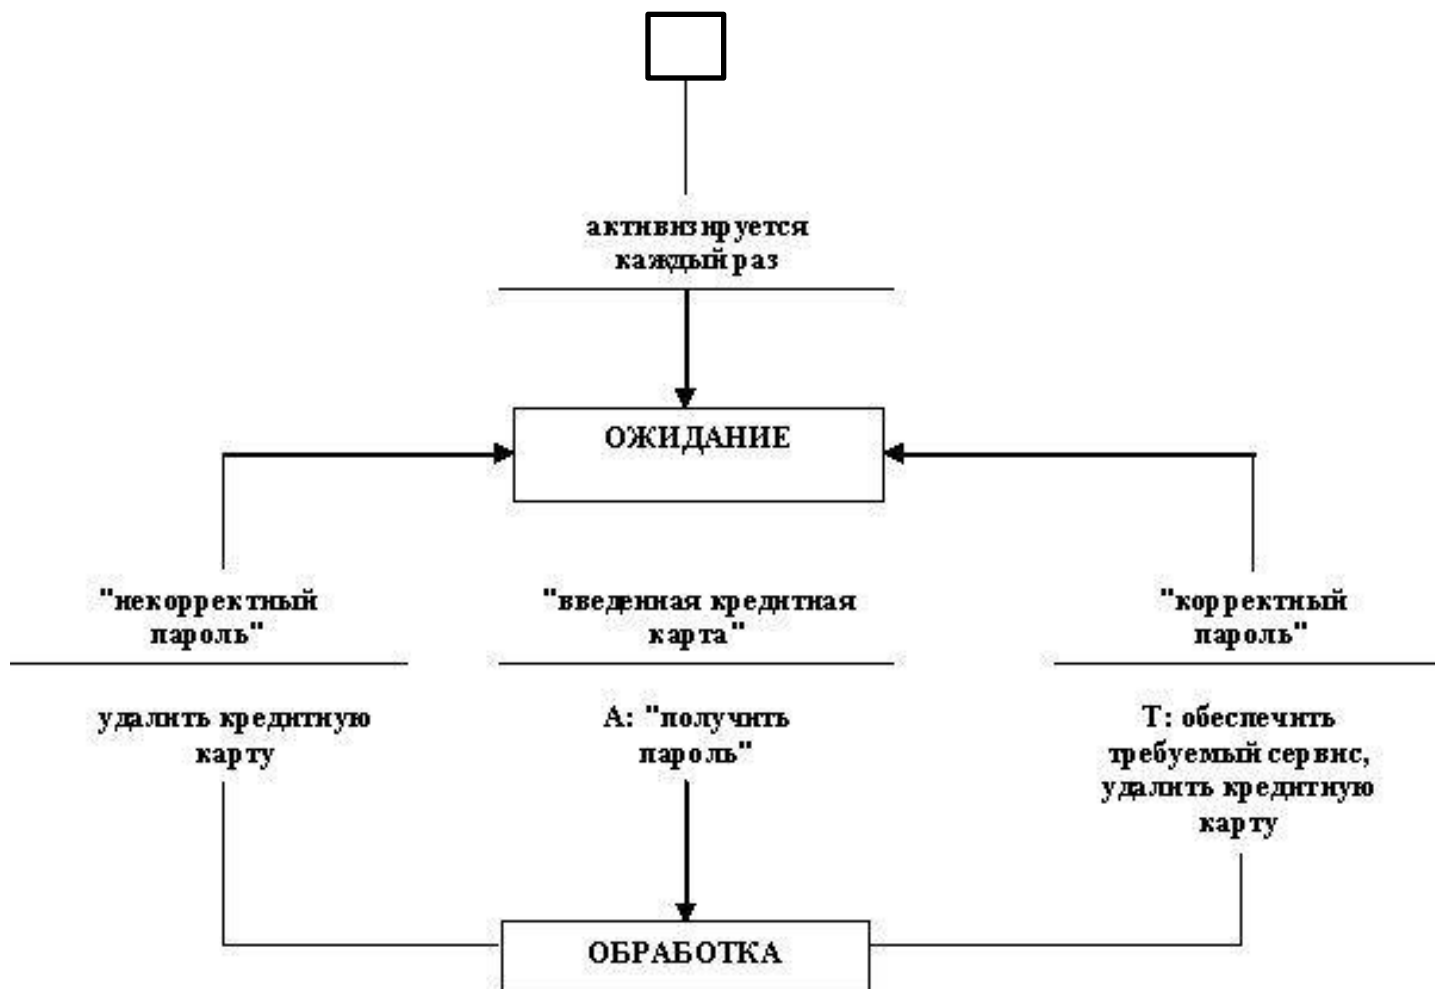 активизируется
каждый раз
ОЖИДАНИЕ
"некорректный
пароль"
"введенная кредитная
карта"
"корректный
пароль"
удалить кредитную
карту
А: "получить
пароль"
Т: обеспечить
требуемый сервис,
удалить кредитную
карту
ОБРАБОТКА